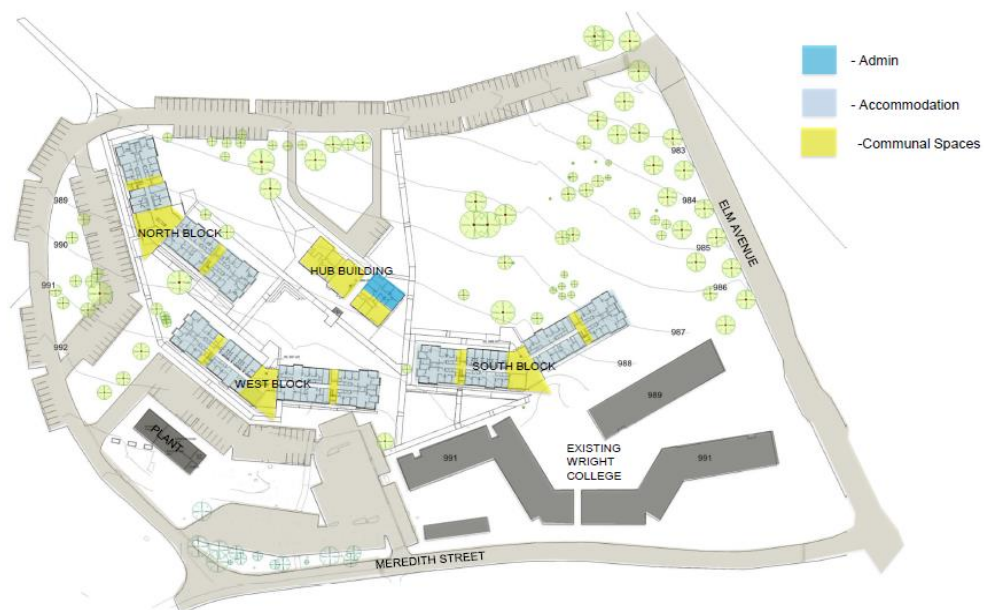 - Admin
- Accommodation
-Communal Spaces
983
984
985
986
987
988
989
990
991
992
ELM AVENUE
NORTH BLOCK
HUB BUILDING
WEST BLOCK
SOUTH BLOCK
PLANT
989
991
EXISTING
WRIGHT
COLLEGE
991
MEREDITH STREET